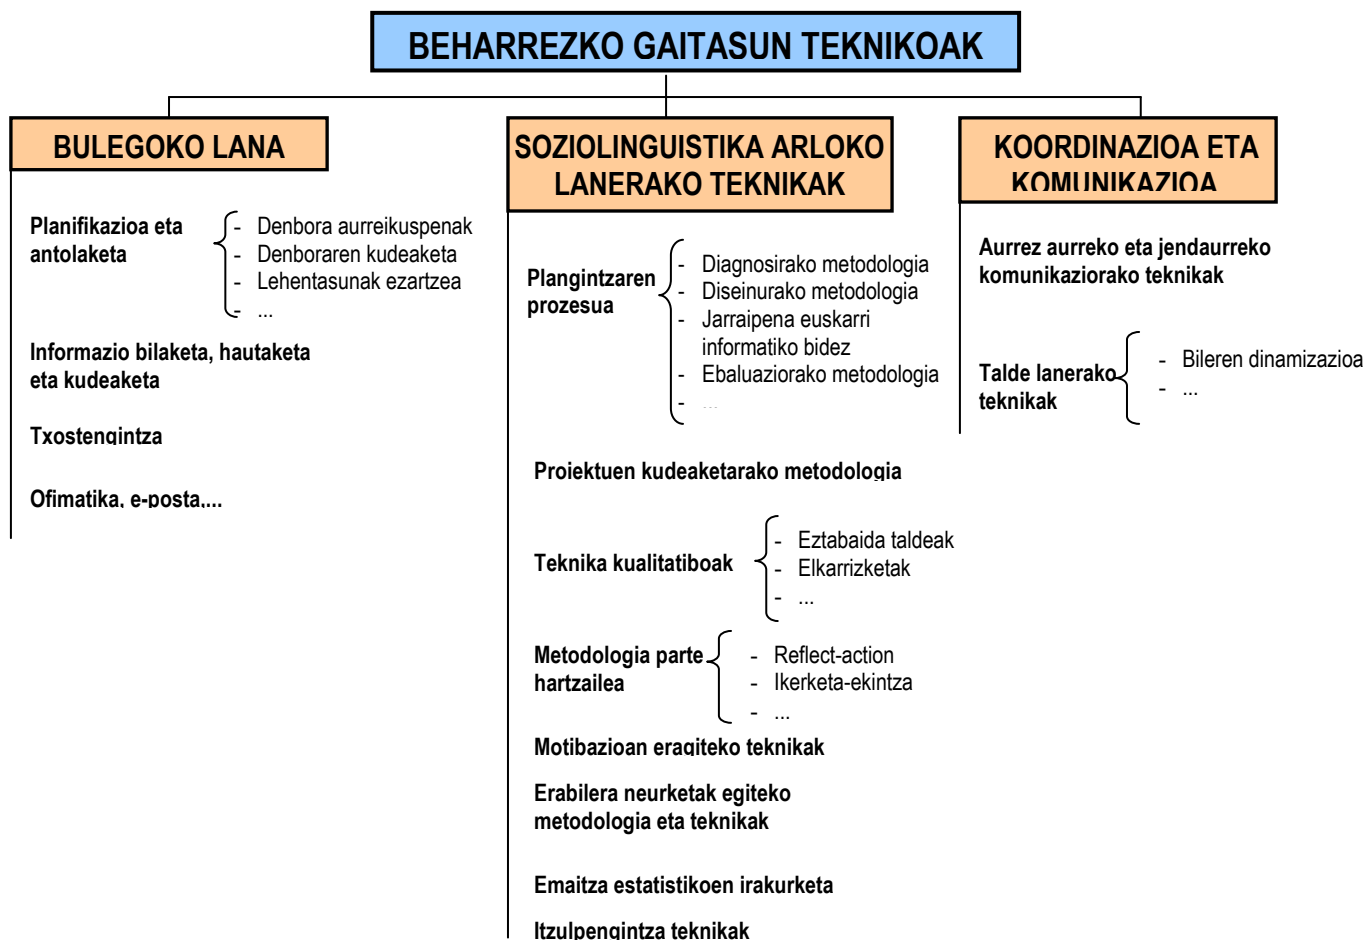 BEHARREZKO GAITASUN TEKNIKOAK
BULEGOKO LANA
Planifikazioa eta
antolaketa
- Denbora aurreikuspenak
- Denboraren kudeaketa
- Lehentasunak ezartzea
- ...
Informazio bilaketa, hautaketa
eta kudeaketa
Txostengintza
Ofimatika, e-posta,...
SOZIOLINGUISTIKA ARLOKO
LANERAKO TEKNIKAK
Plangintzaren
prozesua
- Diagnosirako metodologia
- Diseinurako metodologia
- Jarraipena euskarri
informatiko bidez
- Ebaluaziorako metodologia
- ...
Proiektuen kudeaketarako metodologia
Teknika kualitatiboak
- Eztabaida taldeak
- Elkarrizketak
- ...
Metodologia parte
hartzailea
- Reflect-action
- Ikerketa-ekintza
- ...
Motibazioan eragiteko teknikak
Erabilera neurketak egiteko
metodologia eta teknikak
Emaitza estatistikoen irakurketa
Itzulpengintza teknikak
KOORDINAZIOA ETA
KOMUNIKAZIOA
Aurrez aurreko eta jendaurreko
komunikaziorako teknikak
Talde lanerako
teknikak
- Bileren dinamizazioa
- ...